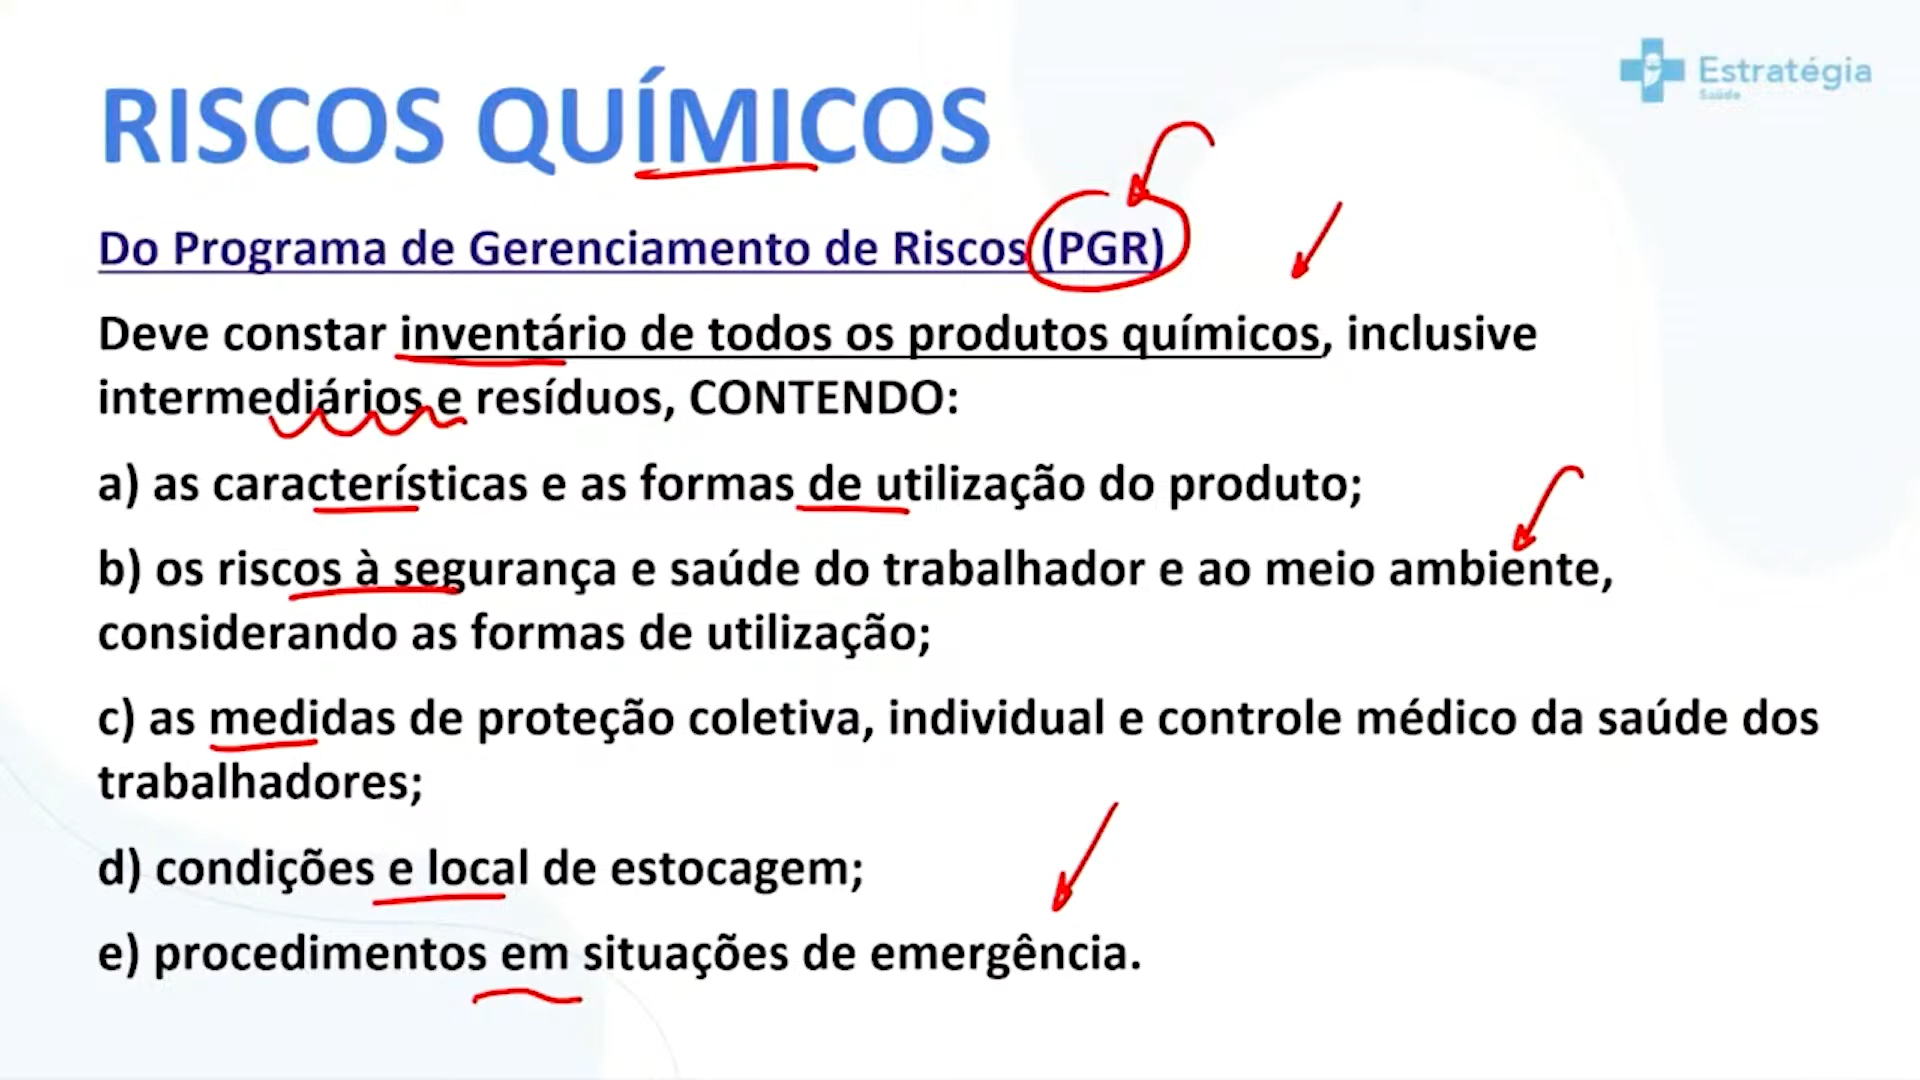 Estratégia
Saúde
RISCOS QUÍMICOS
Do Programa de Gerenciamento de Riscos (PGR)
Deve constar inventário de todos os produtos químicos, inclusive
intermediários e resíduos, CONTENDO:
a) as características e as formas de utilização do produto;
b) os riscos à segurança e saúde do trabalhador e ao meio ambiente,
considerando as formas de utilização;
c) as medidas de proteção coletiva, individual e controle médico da saúde dos
trabalhadores;
d) condições e local de estocagem;
e) procedimentos em situações de emergência.